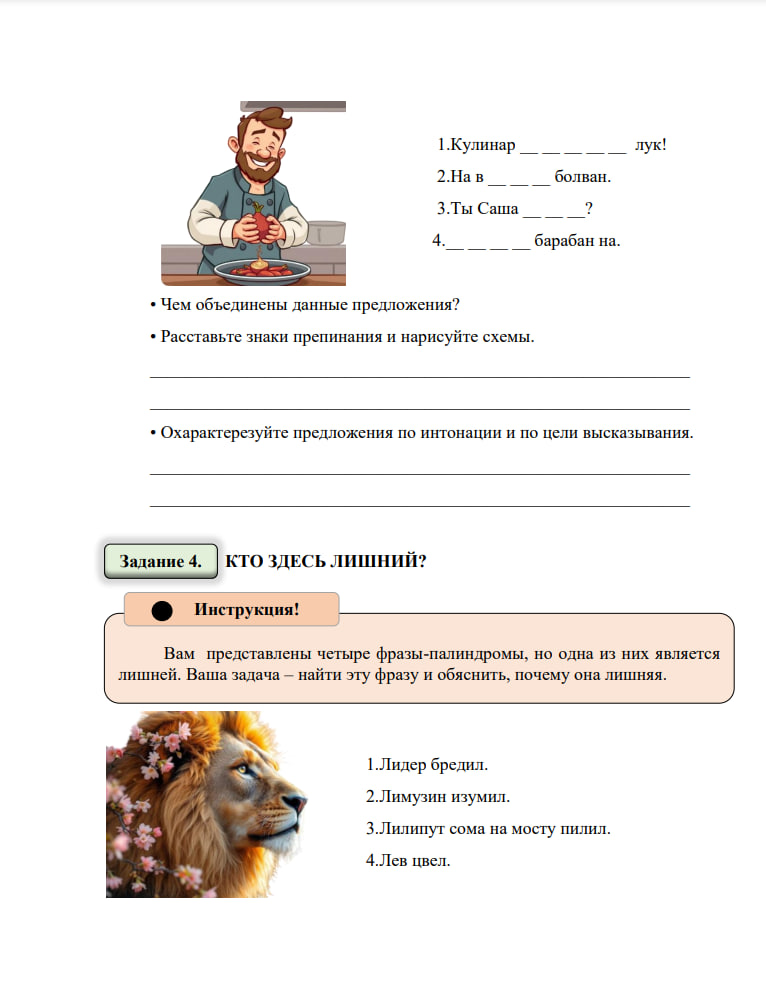 1.Кулинар __ __ __ __ __ лук!
2.На в __ __ __ болван.
3.Ты Саша __ __ __?
4.__ __ __ __ барабан на.
• Чем объединены данные предложения?
• Расставьте знаки препинания и нарисуйте схемы.
• Охарактерезуйте предложения по интонации и по цели высказывания.
Задание 4. КТО ЗДЕСЬ ЛИШНИЙ?
Инструкция!
Вам представлены четыре фразы-палиндромы, но одна из них является
лишней. Ваша задача – найти эту фразу и обяснить, почему она лишняя.
1.Лидер бредил.
2.Лимузин изумил.
3.Лилипут сома на мосту пилил.
4.Лев цвел.